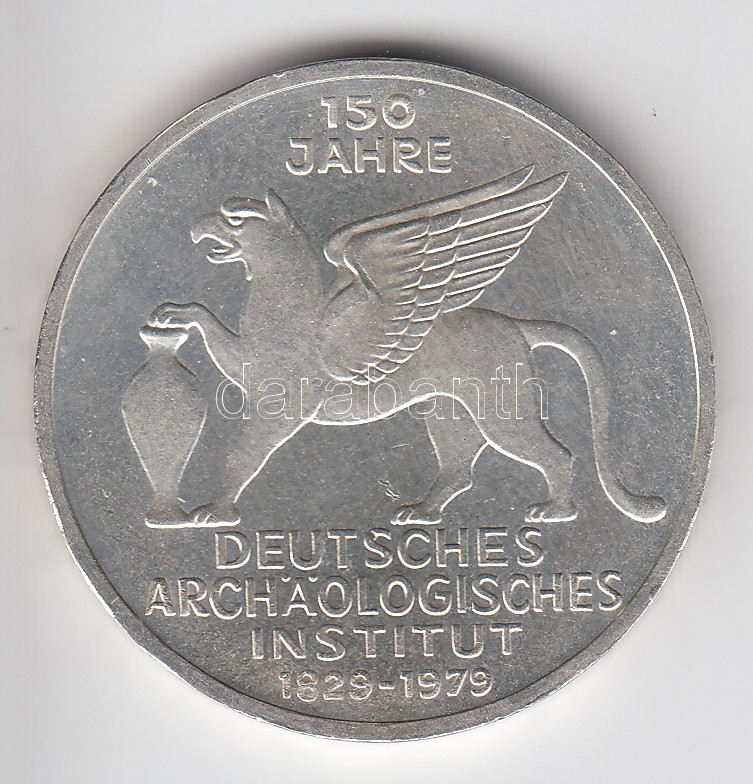 150
JAHRE
darabanth
DEUTSCHES
ARCHÄOLOGISCHES
INSTITUT
1829-1979